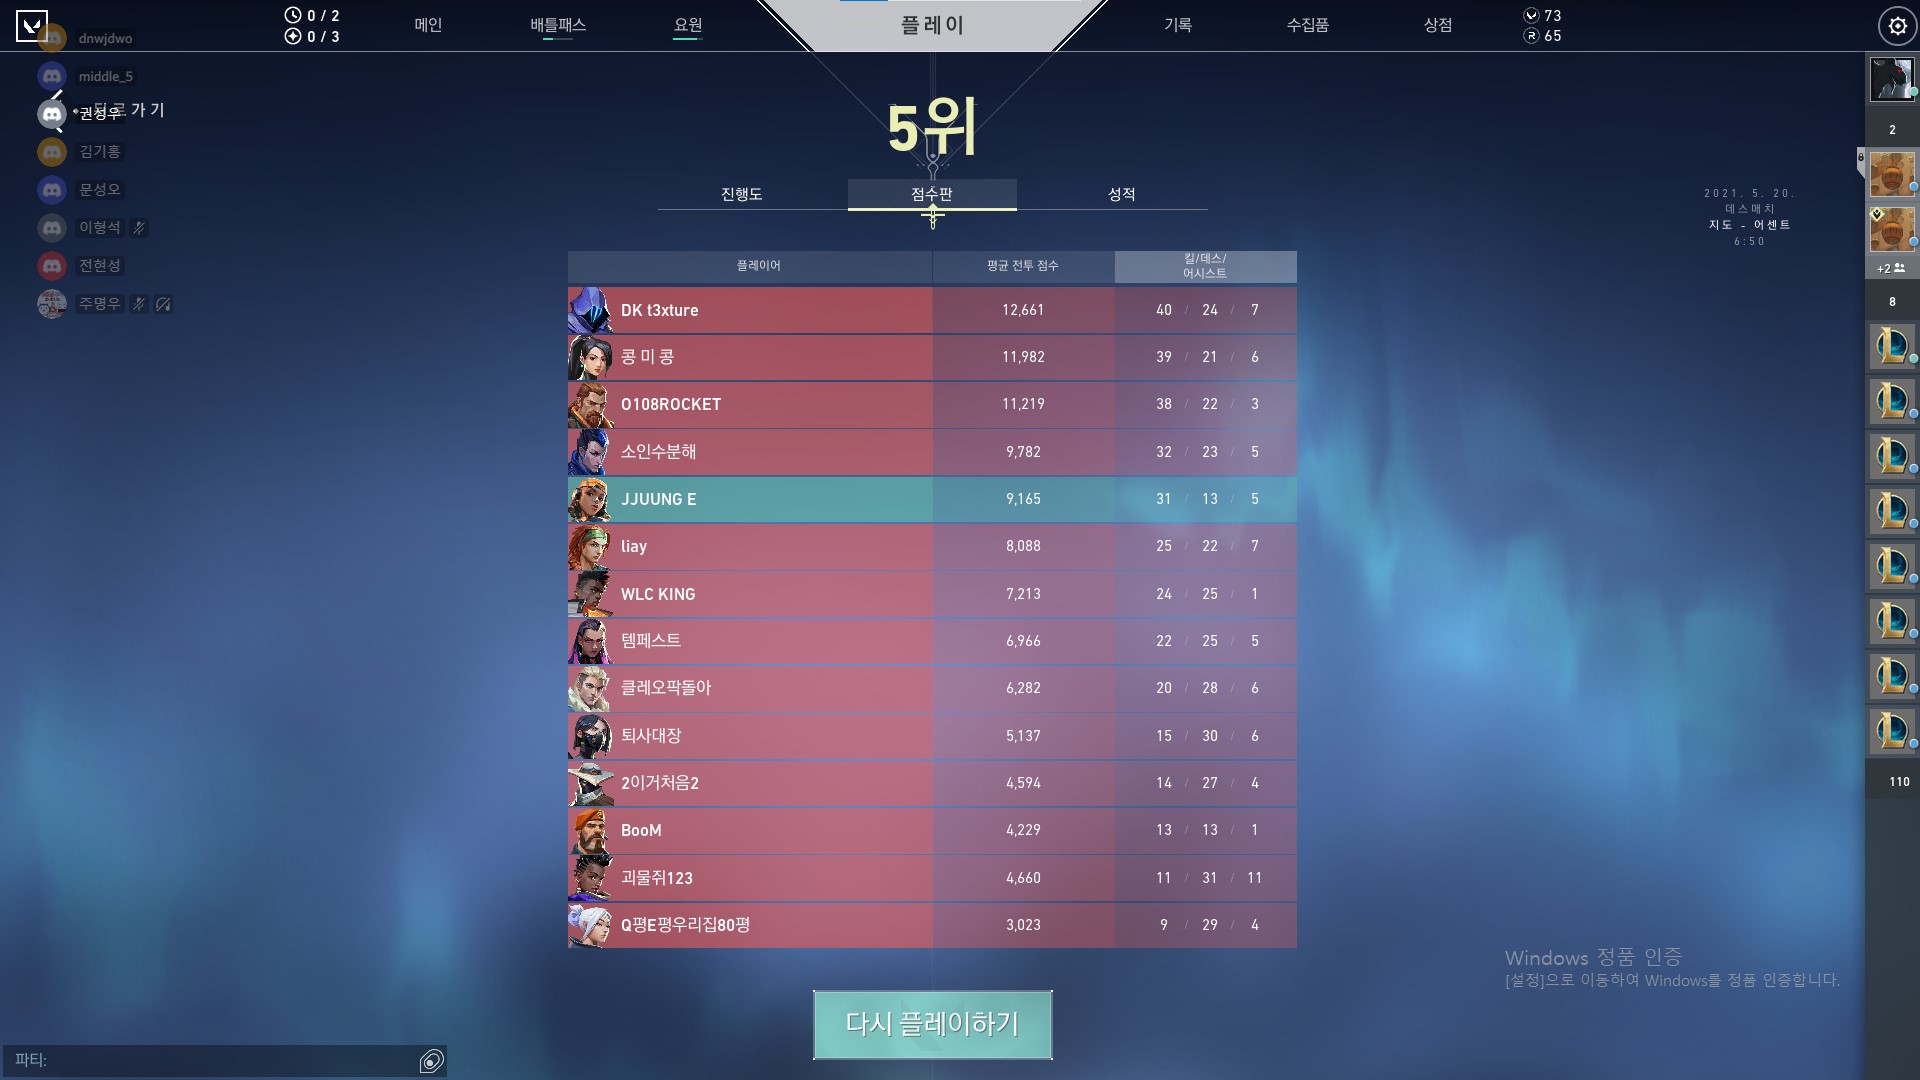 0 / 2
0 / 3
메인
배틀패스
요원
플레이
기록
수집품
상점
73
65
dnwjdwo
middle_5
권정우
김기홍
문성오
이형석
전현성
주명우
5위
진행도
점수판
성적
2021. 5. 20.
데스매치
지도 - 어센트
6:50
플레이어
평균 전투 점수
킬/데스/
어시스트
DK t3xture 12,661 40 / 24 / 7
콩 미 콩 11,982 39 / 21 / 6
O108ROCKET 11,219 38 / 22 / 3
소인수분해 9,782 32 / 23 / 5
JJUUNG E 9,165 31 / 13 / 5
liay 8,088 25 / 22 / 7
WLC KING 7,213 24 / 25 / 1
템페스트 6,966 22 / 25 / 5
클레오팍돌아 6,282 20 / 28 / 6
퇴사대장 5,137 15 / 30 / 6
2이거처음2 4,594 14 / 27 / 4
BooM 4,229 13 / 13 / 1
괴물쥐123 4,660 11 / 31 / 11
Q평E평우리집80평 3,023 9 / 29 / 4
2
+2
8
110
Windows 정품 인증
[설정]으로 이동하여 Windows를 정품 인증합니다.
다시 플레이하기
파티: